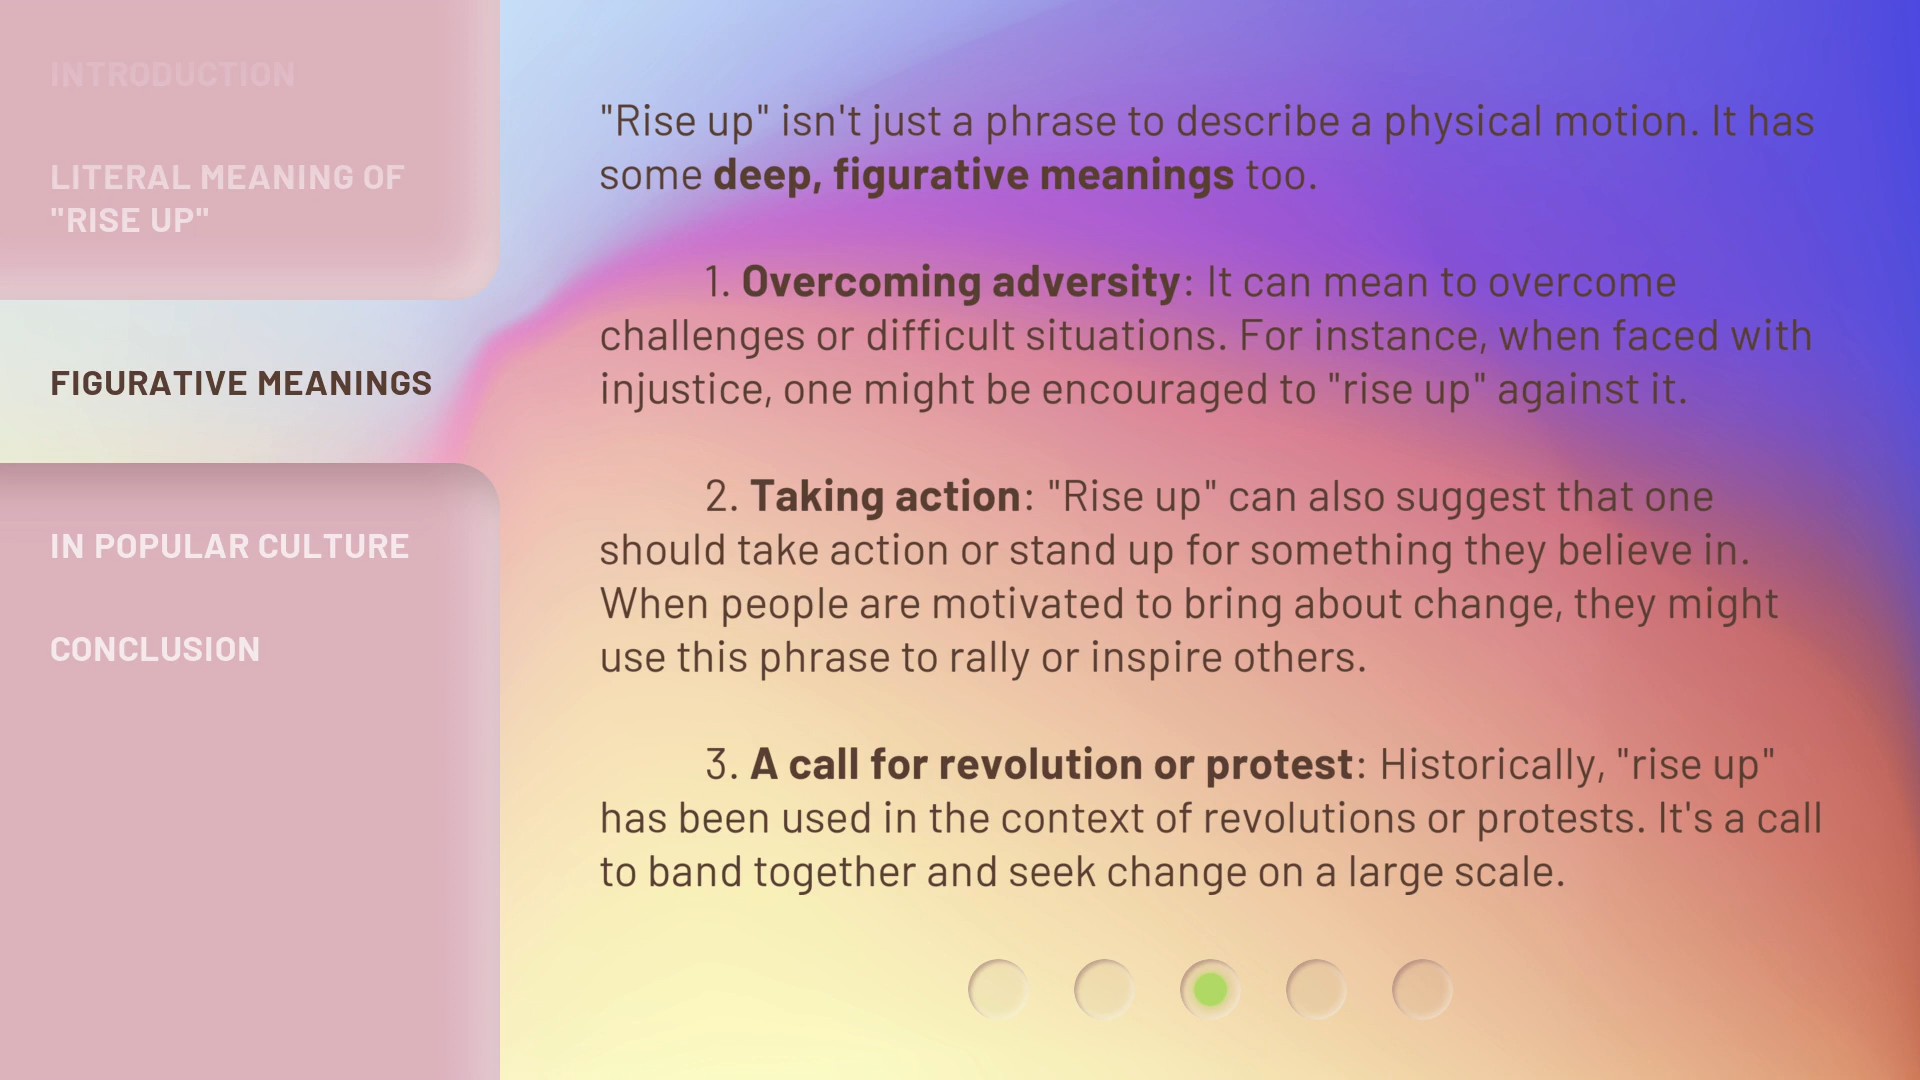 INTRODUCTION
LITERAL MEANING OF
"RISE UP"
FIGURATIVE MEANINGS
IN POPULAR CULTURE
CONCLUSION
"Rise up" isn't just a phrase to describe a physical motion. It has
some deep, figurative meanings too.
1. Overcoming adversity: It can mean to overcome
challenges or difficult situations. For instance, when faced with
injustice, one might be encouraged to "rise up" against it.
2. Taking action: "Rise up" can also suggest that one
should take action or stand up for something they believe in.
When people are motivated to bring about change, they might
use this phrase to rally or inspire others.
3. A call for revolution or protest: Historically, "rise up"
has been used in the context of revolutions or protests. It's a call
to band together and seek change on a large scale.